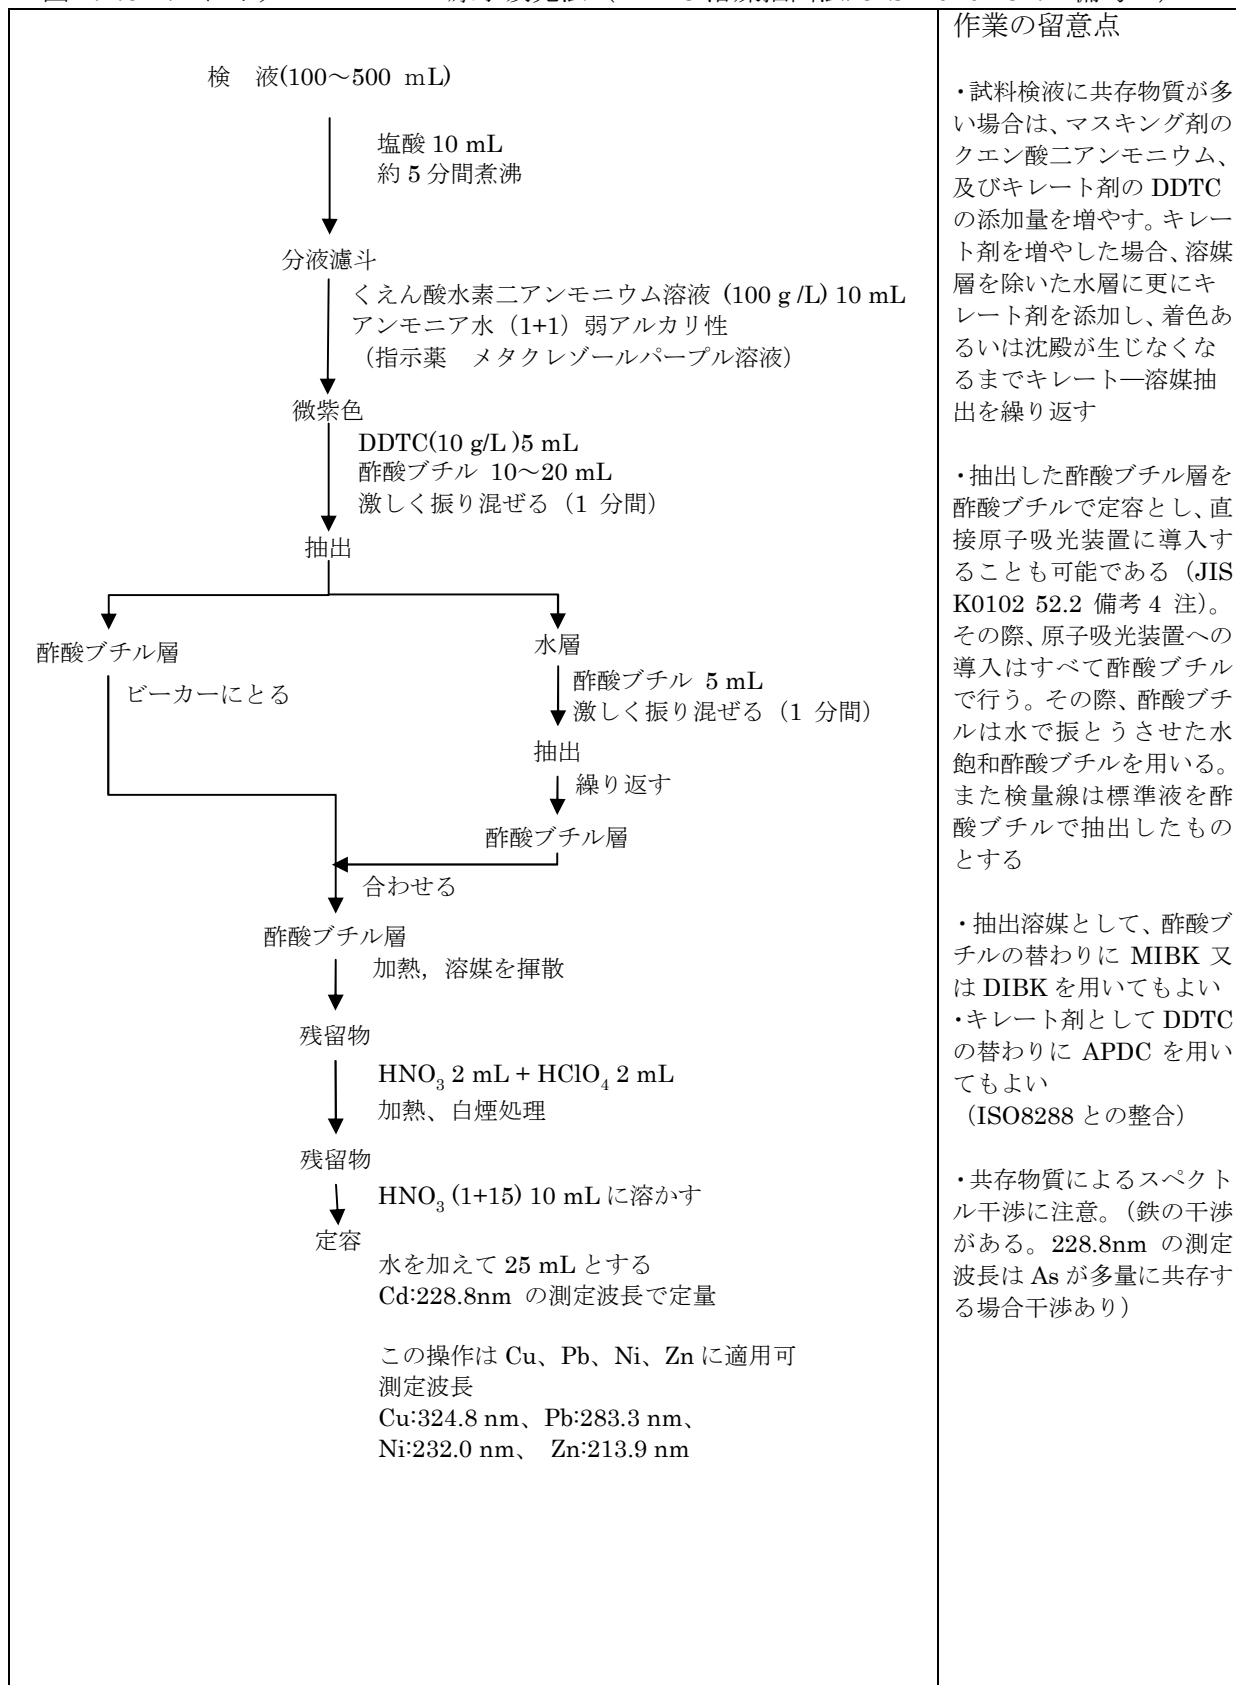 検　液(100～500 mL)
塩酸 10 mL
約 5 分間煮沸
分液濾斗
くえん酸水素二アンモニウム溶液 (100 g /L) 10 mL
アンモニア水（1+1）弱アルカリ性
（指示薬　メタクレゾールパープル溶液）
微紫色
DDTC(10 g/L )5 mL
酢酸ブチル 10～20 mL
激しく振り混ぜる（1 分間）
抽出
酢酸ブチル層
ビーカーにとる
水層
酢酸ブチル 5 mL
激しく振り混ぜる（1 分間）
抽出
繰り返す
酢酸ブチル層
合わせる
酢酸ブチル層
加熱，溶媒を揮散
残留物
HNO₃ 2 mL + HClO₄ 2 mL
加熱、白煙処理
残留物
HNO₃ (1+15) 10 mL に溶かす
定容
水を加えて 25 mL とする
Cd:228.8nm の測定波長で定量
この操作は Cu、Pb、Ni、Zn に適用可
測定波長
Cu:324.8 nm、Pb:283.3 nm、
Ni:232.0 nm、 Zn:213.9 nm
作業の留意点
・試料検液に共存物質が多
い場合は、マスキング剤の
クエン酸二アンモニウム、
及びキレート剤の DDTC
の添加量を増やす。キレー
ト剤を増やした場合、溶媒
層を除いた水層に更にキ
レート剤を添加し、着色あ
るいは沈殿が生じなくな
るまでキレート―溶媒抽
出を繰り返す
・抽出した酢酸ブチル層を
酢酸ブチルで定容とし、直
接原子吸光装置に導入す
ることも可能である（JIS
K0102 52.2 備考 4 注）。
その際、原子吸光装置への
導入はすべて酢酸ブチル
で行う。その際、酢酸ブチ
ルは水で振とうさせた水
飽和酢酸ブチルを用いる。
また検量線は標準液を酢
酸ブチルで抽出したもの
とする
・抽出溶媒として、酢酸ブ
チルの替わりに MIBK 又
は DIBK を用いてもよい
・キレート剤として DDTC
の替わりに APDC を用い
てもよい
（ISO8288 との整合）
・共存物質によるスペクト
ル干渉に注意。（鉄の干渉
がある。228.8nm の測定
波長は As が多量に共存す
る場合干渉あり）